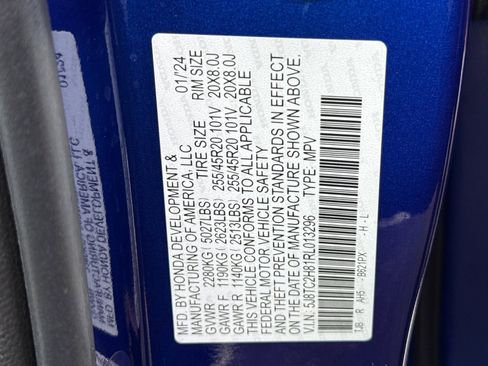 MFD. BY HONDA DEVELOPMENT & 01/24
MANUFACTURING OF AMERICA, LLC
TIRE SIZE RIM SIZE
GVWR 2280KG( 5027LBS)
GAWR F 1190KG( 2623LBS) 255/45R20 101V 20X8.0J
GAWR R 1140KG( 2513LBS) 255/45R20 101V 20X8.0J
THIS VEHICLE CONFORMS TO ALL APPLICABLE
FEDERAL MOTOR VEHICLE SAFETY
PREVENTION STANDARDS IN EFFECT
ON THE DATE OF MANUFACTURE SHOWN ABOVE.
V.I.N: 5J8TC2H81RL013296 TYPE: MPV
TJB R AH5 B621PX -H-L